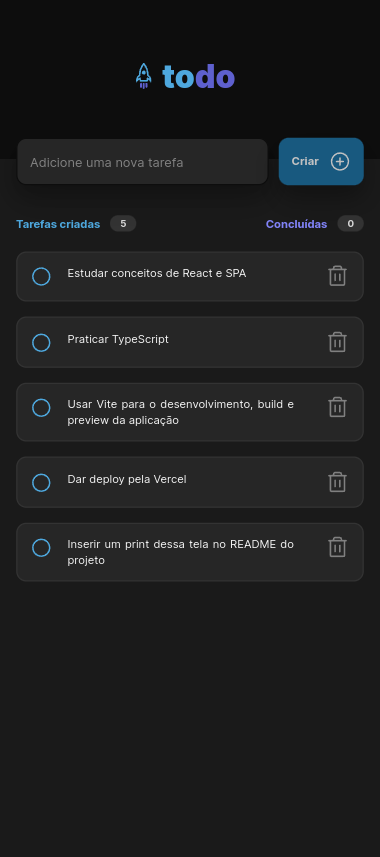 todo
Adicione uma nova tarefa
Criar
Tarefas criadas 5
Concluídas 0
Estudar conceitos de React e SPA
Praticar TypeScript
Usar Vite para o desenvolvimento, build e
preview da aplicação
Dar deploy pela Vercel
Inserir um print dessa tela no README do
projeto